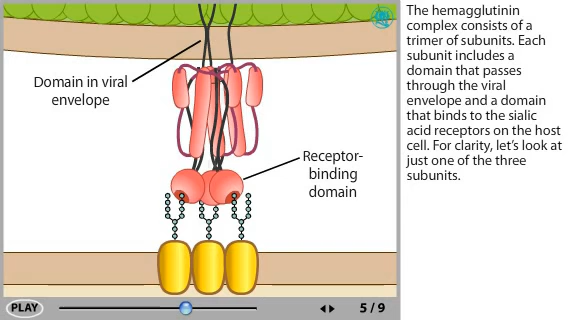 Domain in viral
envelope
Receptor-
binding
domain
PLAY
5 / 9
The hemagglutinin
complex consists of a
trimer of subunits. Each
subunit includes a
domain that passes
through the viral
envelope and a domain
that binds to the sialic
acid receptors on the host
cell. For clarity, let’s look at
just one of the three
subunits.